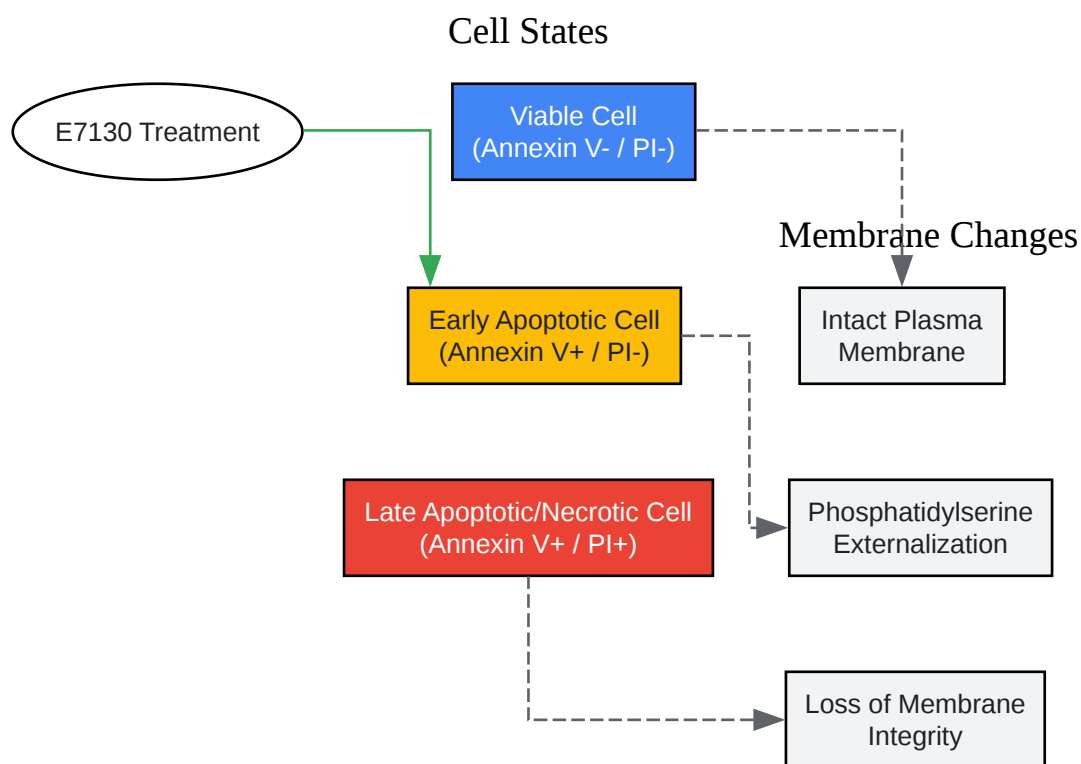 Cell States
E7130 Treatment
Viable Cell
(Annexin V- / PI-)
Membrane Changes
Early Apoptotic Cell
(Annexin V+ / PI-)
Intact Plasma
Membrane
Late Apoptotic/Necrotic Cell
(Annexin V+ / PI+)
Phosphatidylserine
Externalization
Loss of Membrane
Integrity